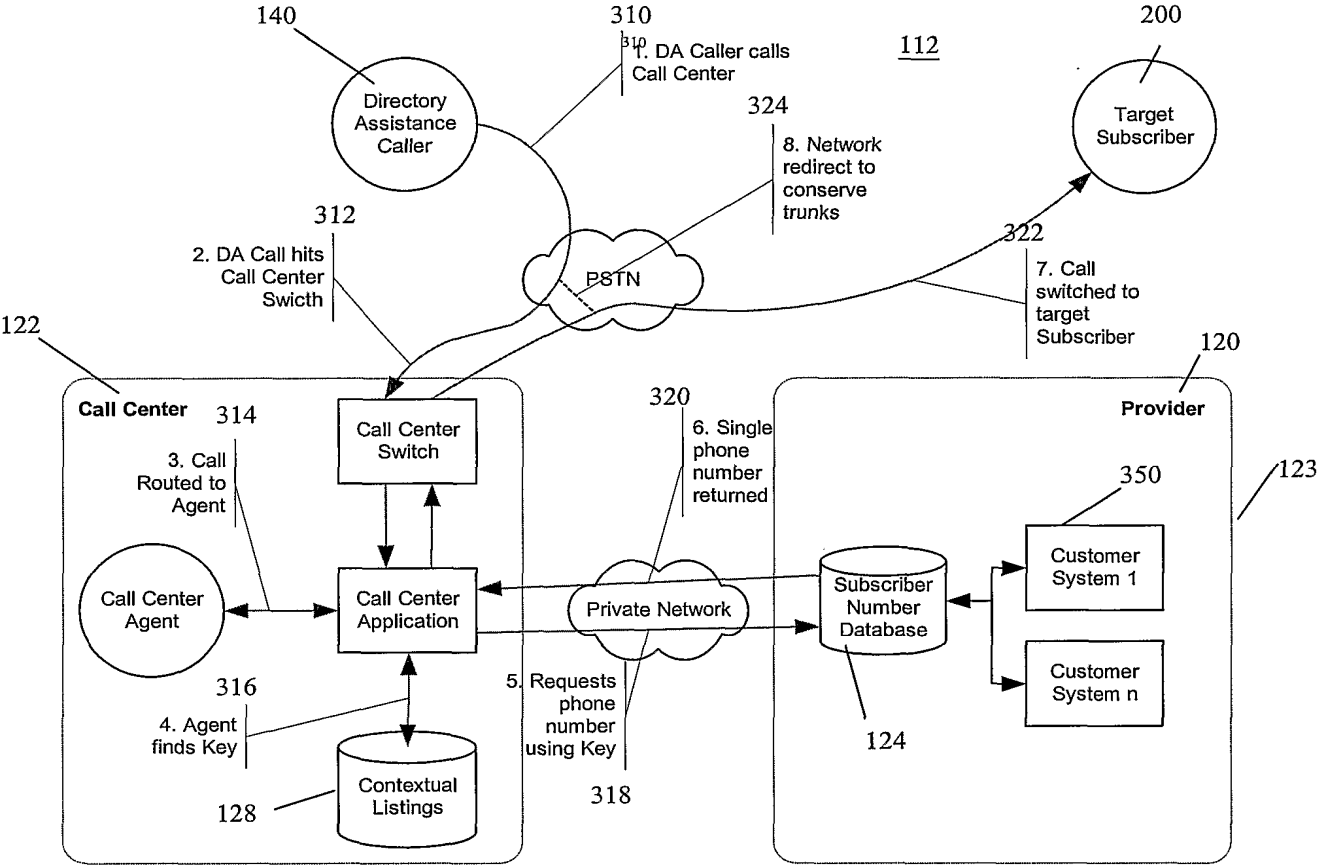 140
Directory
Assistance
Caller
310
310
1. DA Caller calls
Call Center
112
200
Target
Subscriber
324
8. Network
redirect to
conserve
trunks
312
2. DA Call hits
Call Center
Swicth
PSTN
322
7. Call
switched to
target
Subscriber
122
Call Center
314
3. Call
Routed to
Agent
Call Center
Switch
320
6. Single
phone
number
returned
120
Provider
123
350
Customer
System 1
Call Center
Agent
Call Center
Application
Private Network
Subscriber
Number
Database
Customer
System n
316
4. Agent
finds Key
5. Requests
phone
number
using Key
318
124
128
Contextual
Listings